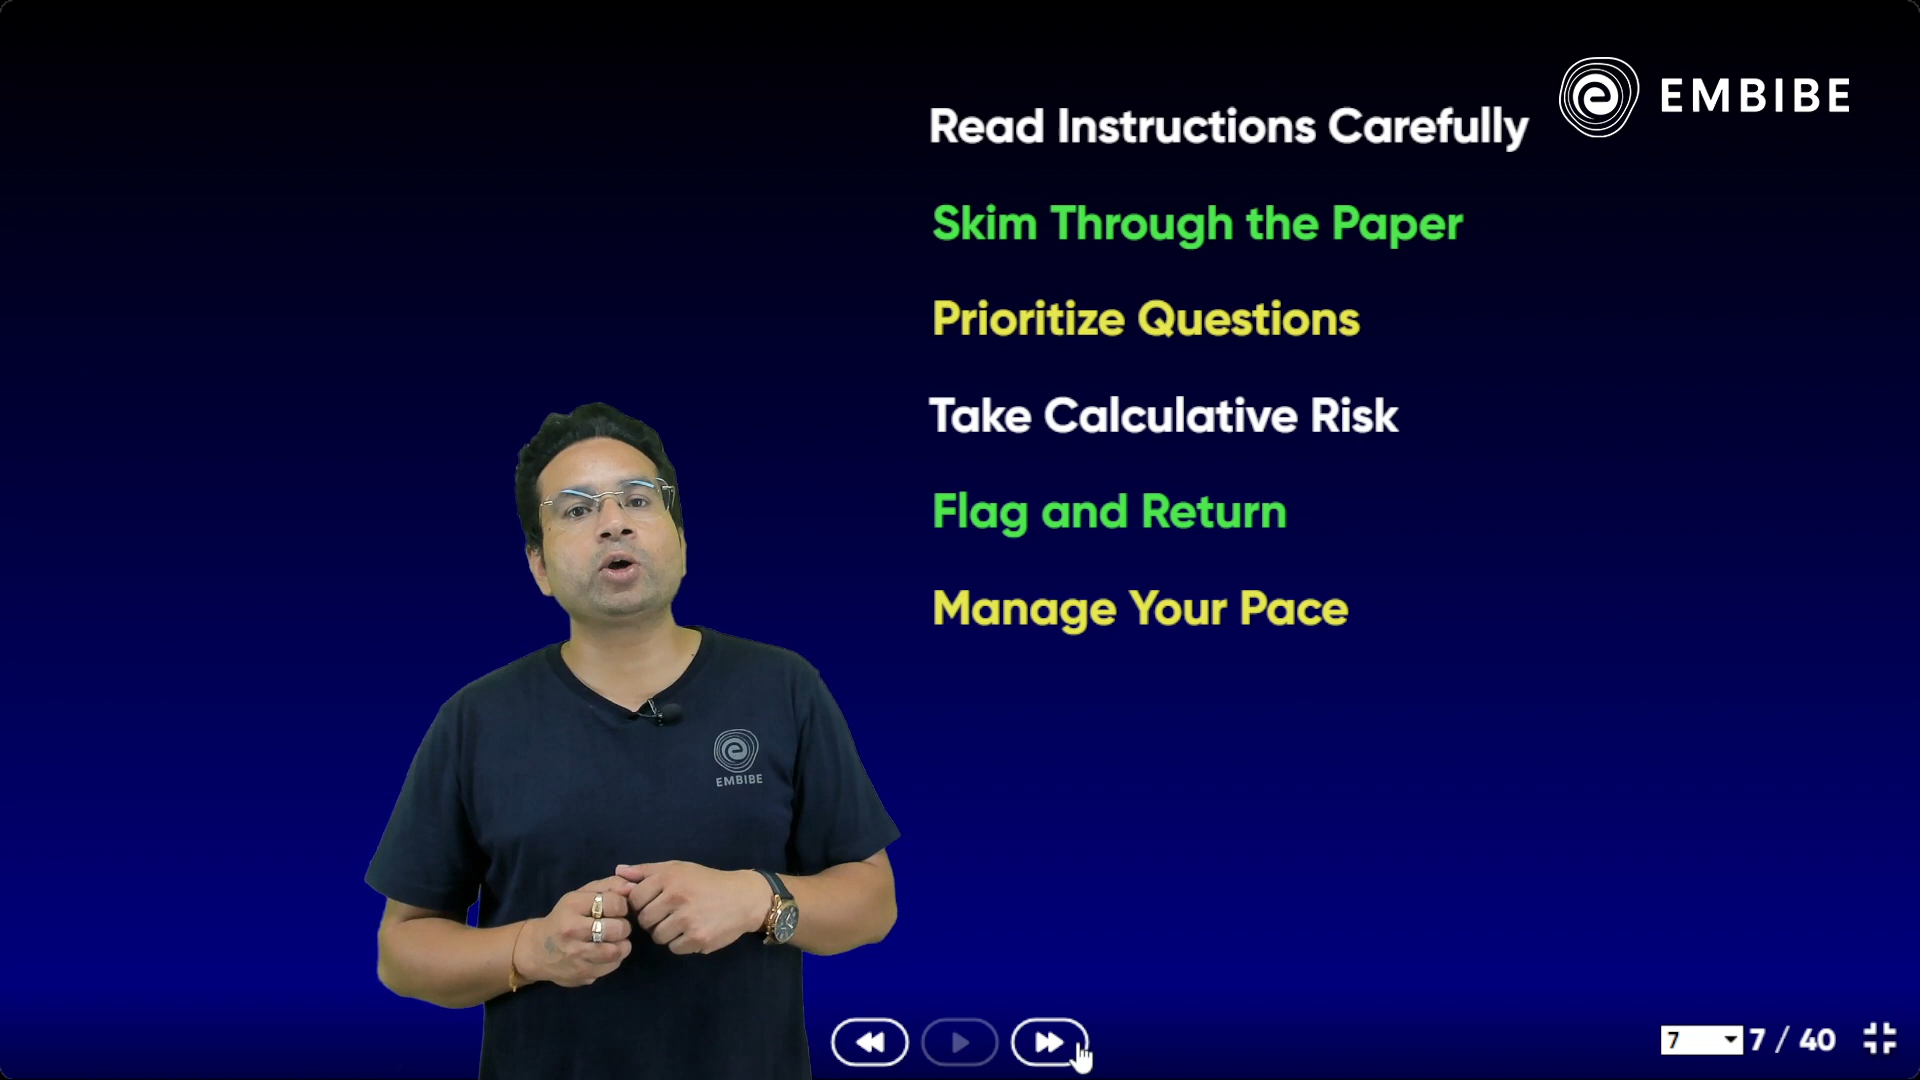 EMBIBE
Read Instructions Carefully
Skim Through the Paper
Prioritize Questions
Take Calculative Risk
Flag and Return
Manage Your Pace
EMBIBE
7
7 / 40